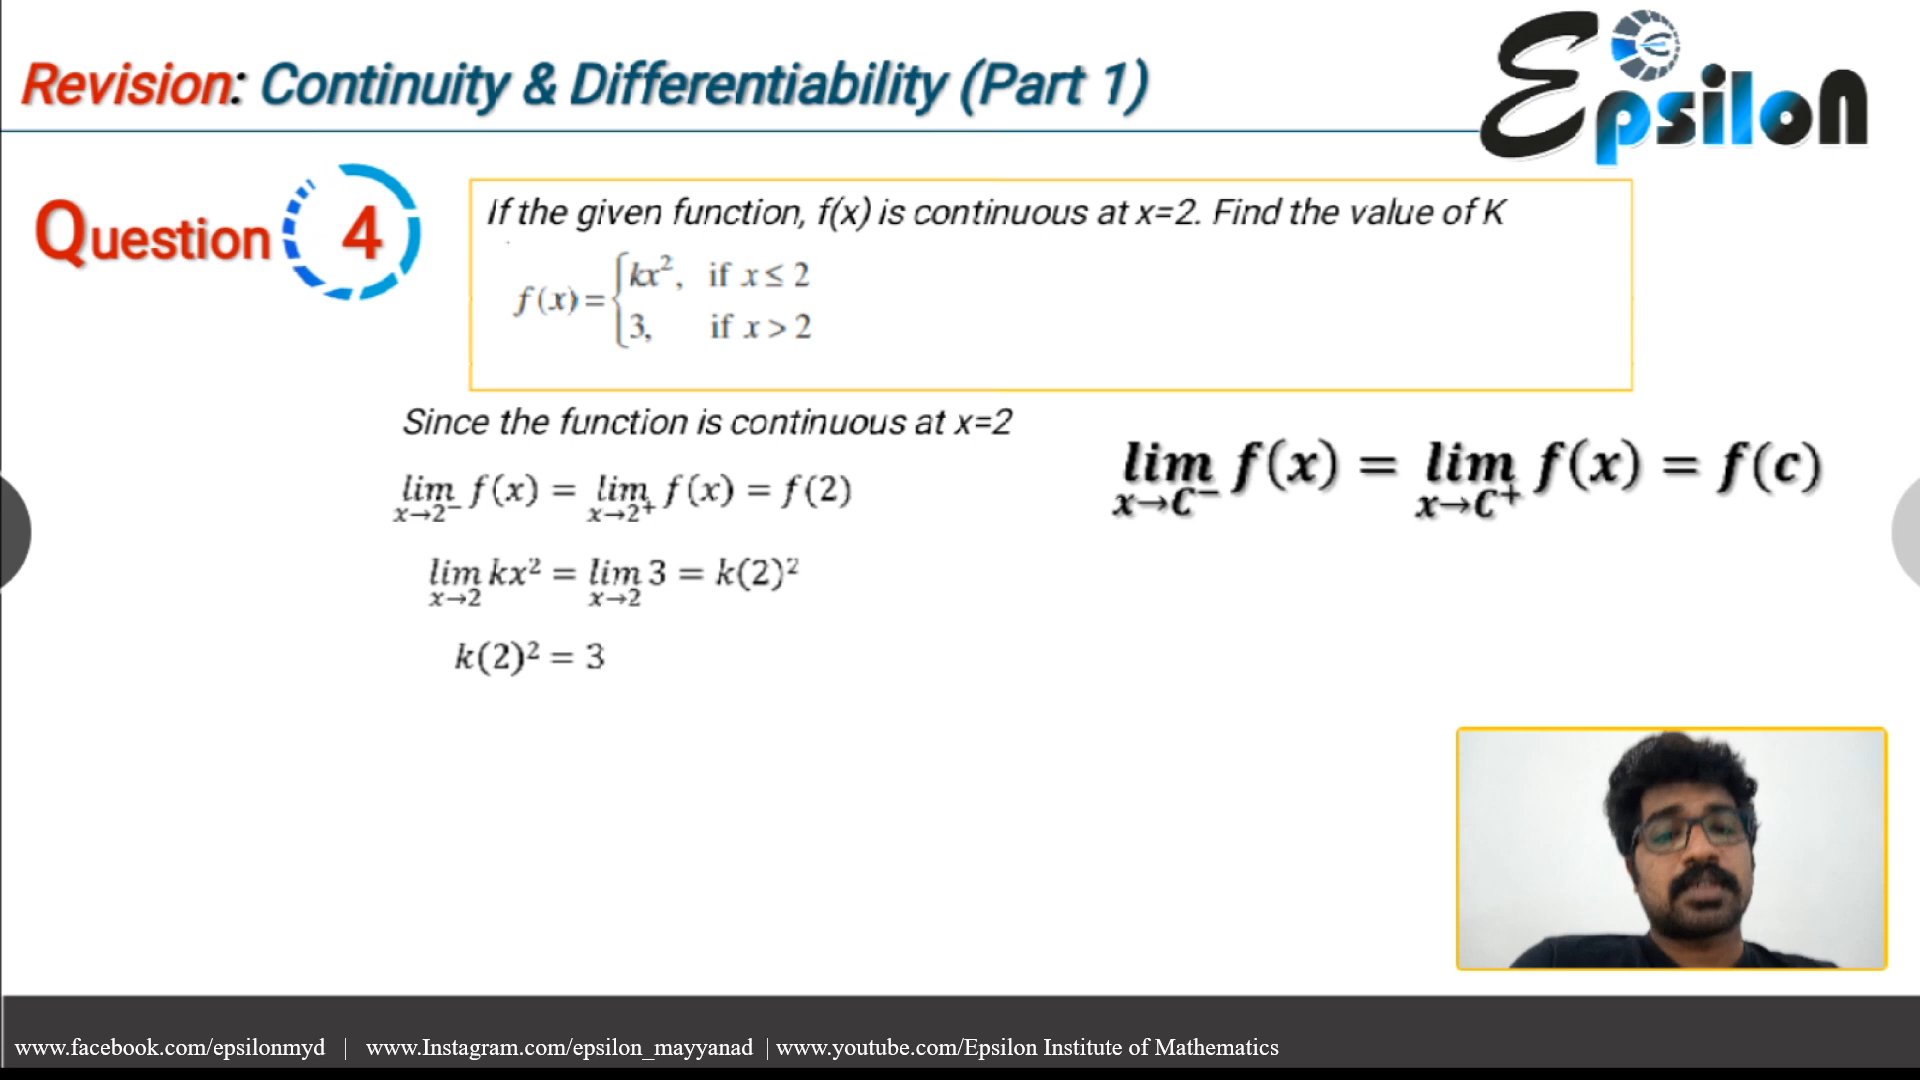 Revision: Continuity & Differentiability (Part 1)
Epsilon
Question 4
If the given function, f(x) is continuous at x=2. Find the value of K
f(x) = { kx², if x ≤ 2
3, if x > 2
Since the function is continuous at x=2
lim x→2⁻ f(x) = lim x→2⁺ f(x) = f(2)
lim x→C⁻ f(x) = lim x→C⁺ f(x) = f(c)
lim x→2 kx² = lim x→2 3 = k(2)²
k(2)² = 3
www.facebook.com/epsilonmyd | www.Instagram.com/epsilon_mayyanad | www.youtube.com/Epsilon Institute of Mathematics